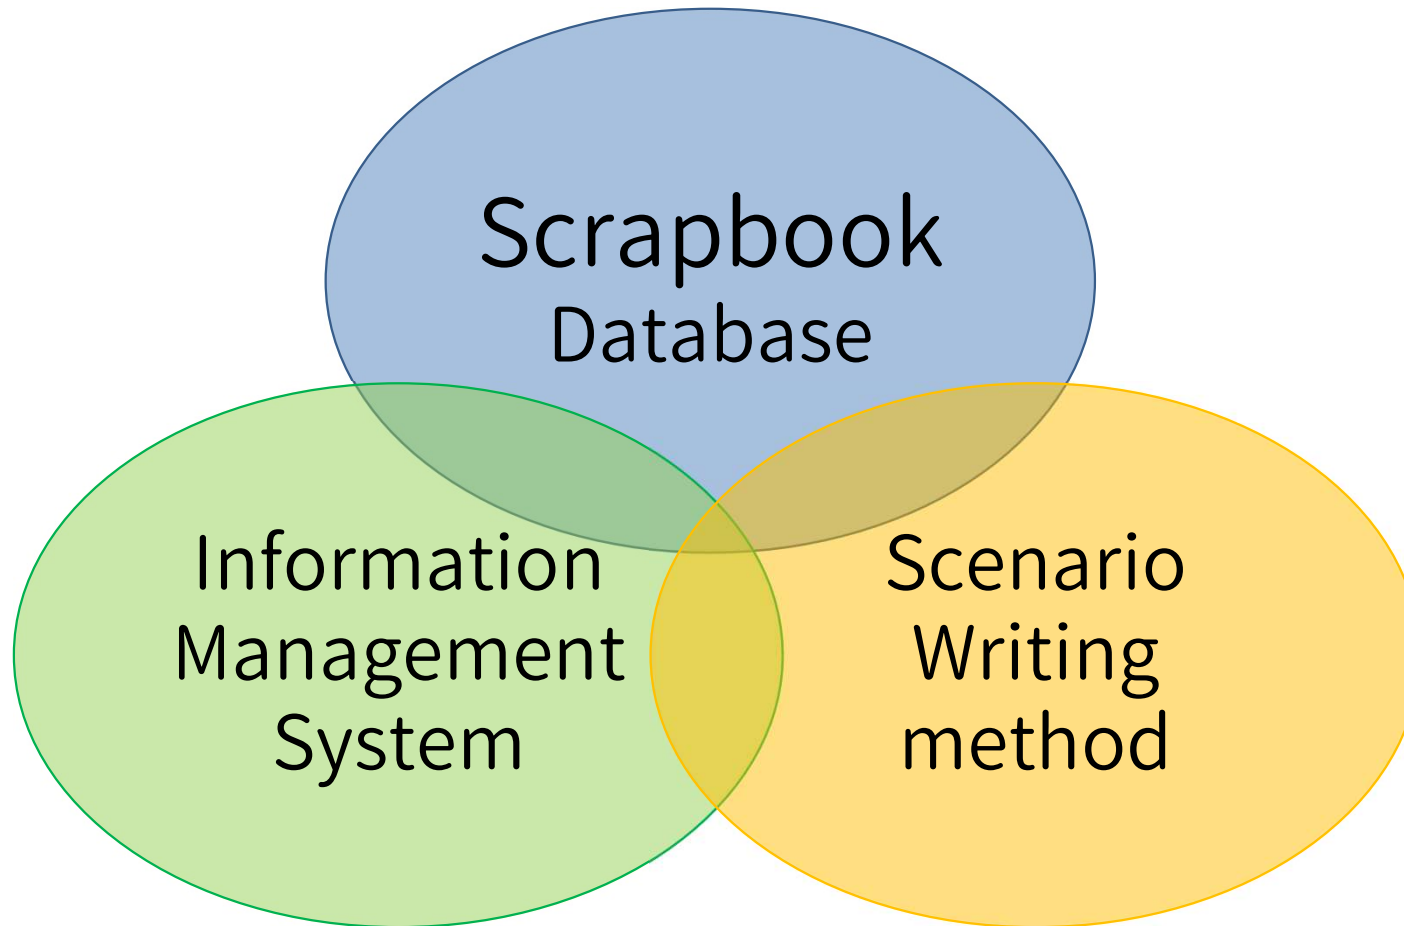 Scrapbook
Database
Information
Management
System
Scenario
Writing
method